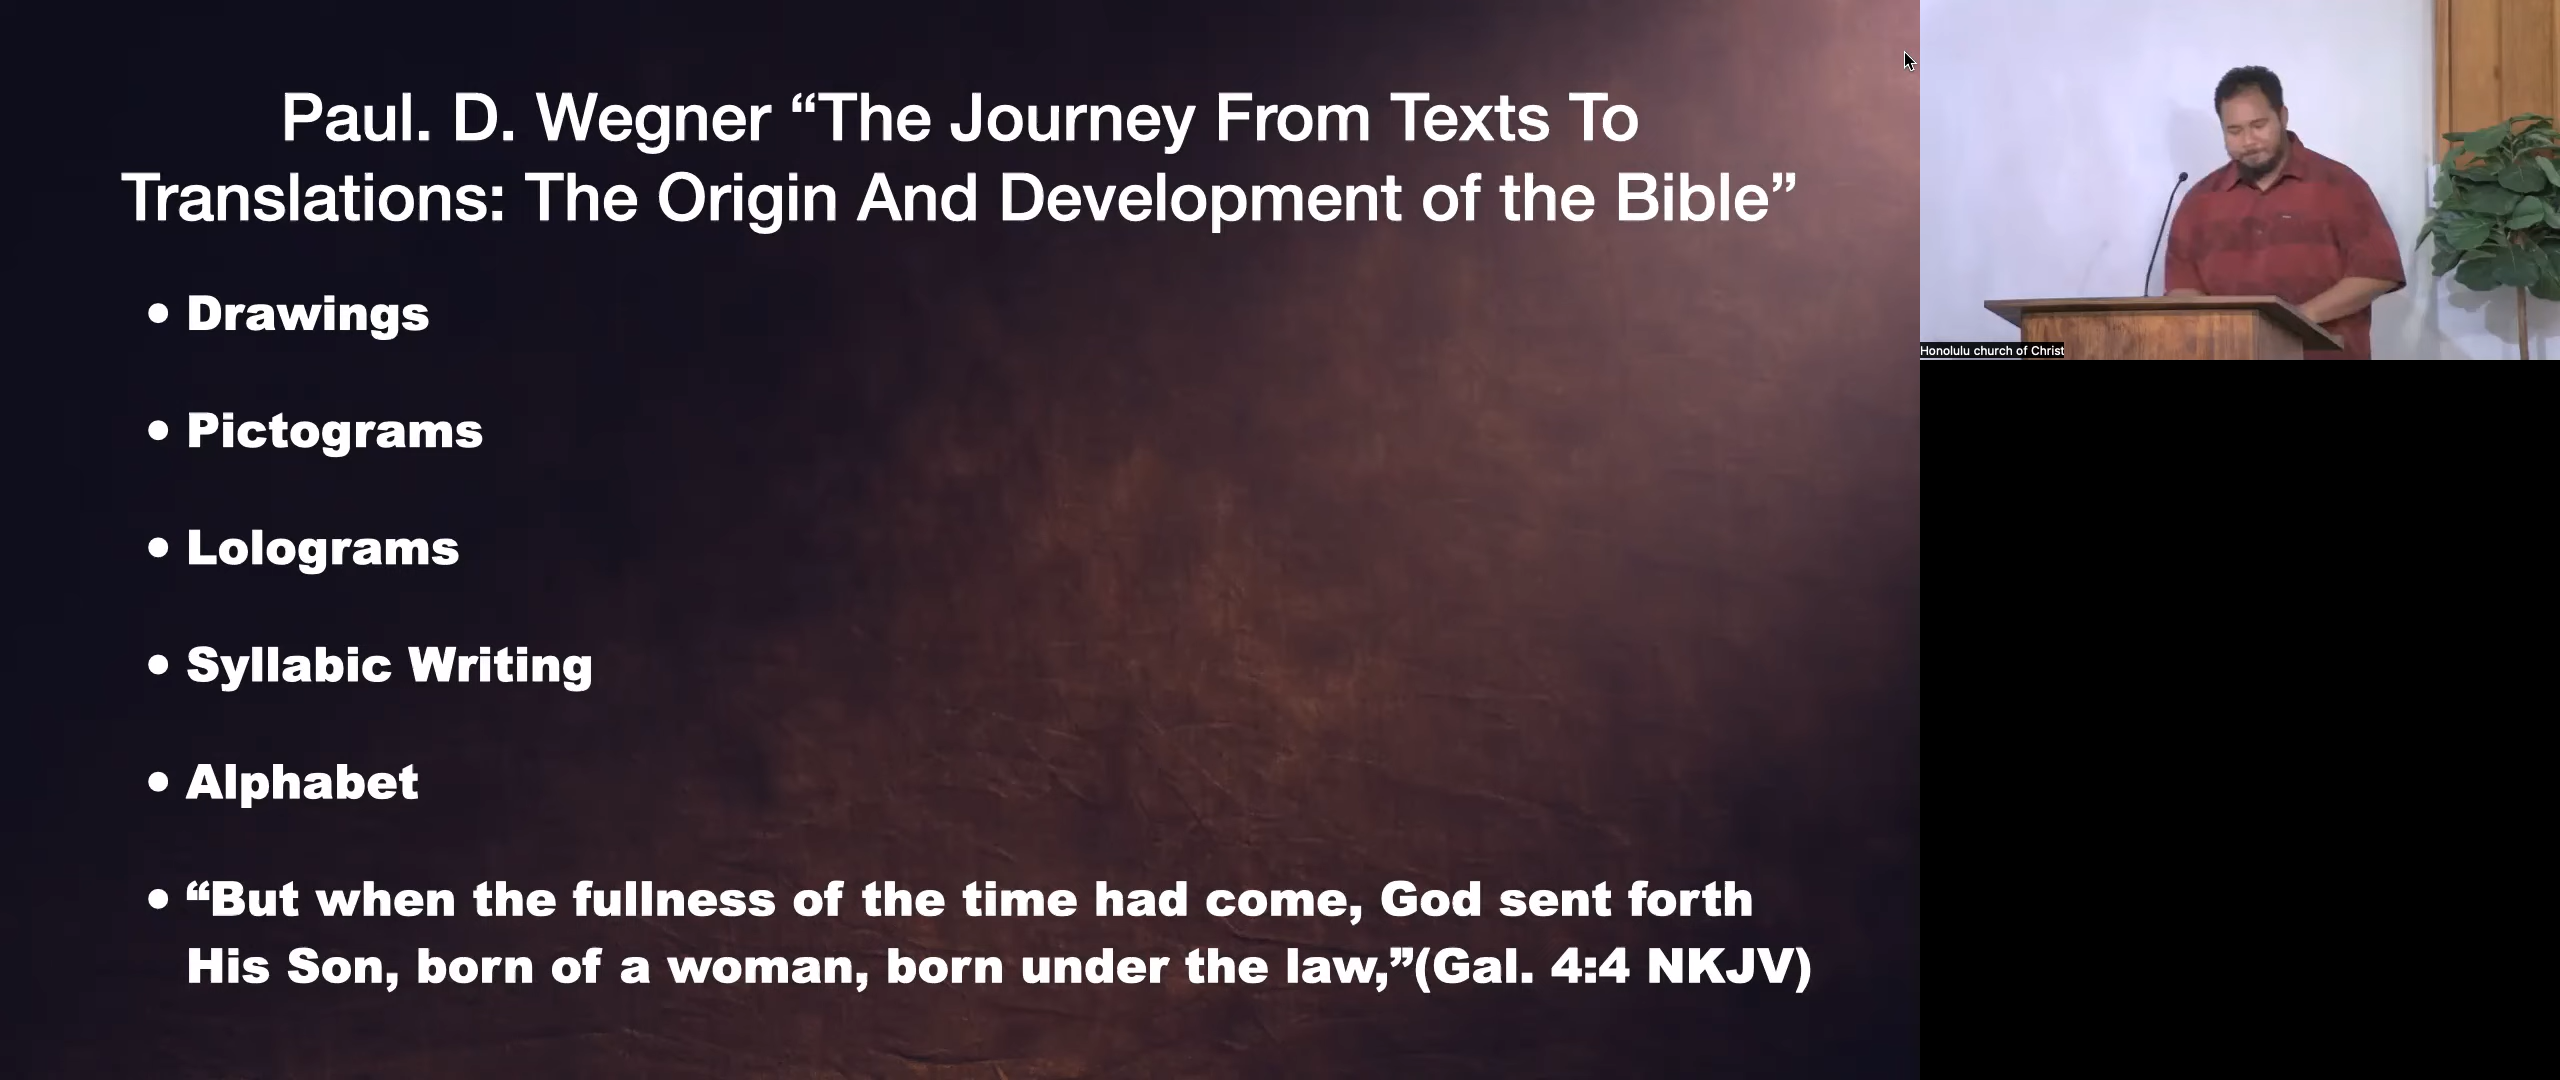 Paul. D. Wegner “The Journey From Texts To
Translations: The Origin And Development of the Bible”
• Drawings
• Pictograms
• Lolograms
• Syllabic Writing
• Alphabet
• “But when the fullness of the time had come, God sent forth
His Son, born of a woman, born under the law,”(Gal. 4:4 NKJV)
Honolulu church of Christ